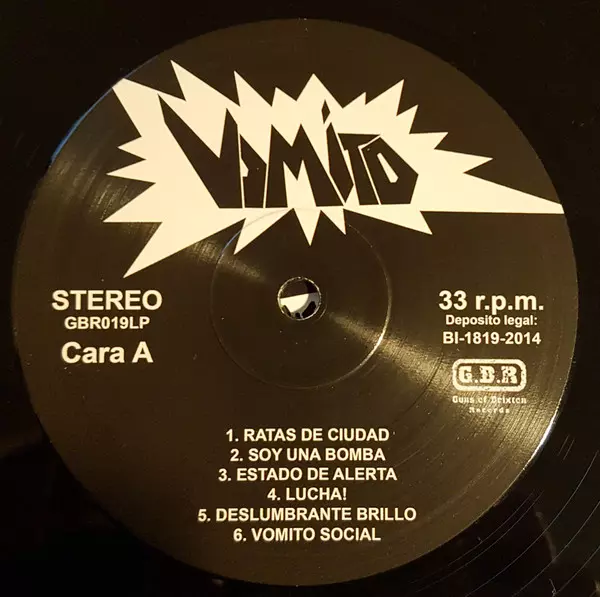 VOMITO
STEREO
GBR019LP
Cara A
33 r.p.m.
Deposito legal:
BI-1819-2014
G.B.R
Guns of Brixton
Records
1. RATAS DE CIUDAD
2. SOY UNA BOMBA
3. ESTADO DE ALERTA
4. LUCHA!
5. DESLUMBRANTE BRILLO
6. VOMITO SOCIAL